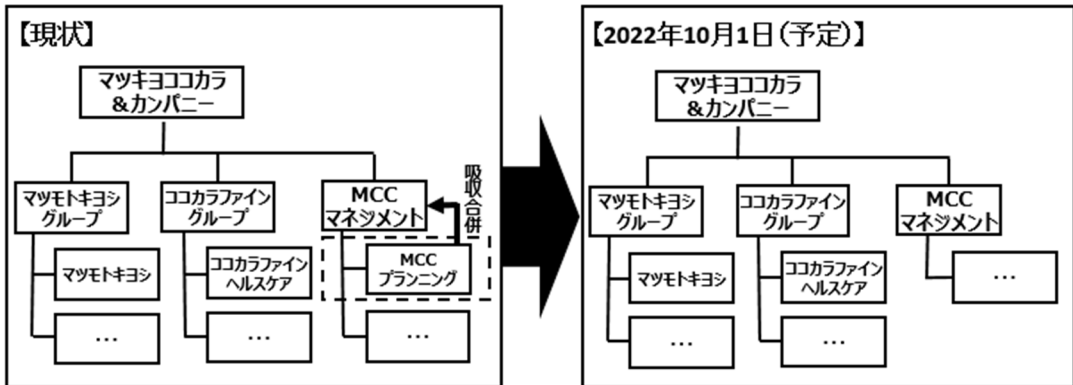 【現状】
マツキヨココカラ
&カンパニー
マツモトキヨシ
グループ
ココカラファイン
グループ
MCC
マネジメント
吸収合併
マツモトキヨシ
ココカラファイン
ヘルスケア
MCC
プランニング
…
…
…
【2022年10月1日(予定)】
マツキヨココカラ
&カンパニー
マツモトキヨシ
グループ
ココカラファイン
グループ
MCC
マネジメント
マツモトキヨシ
ココカラファイン
ヘルスケア
…
…
…